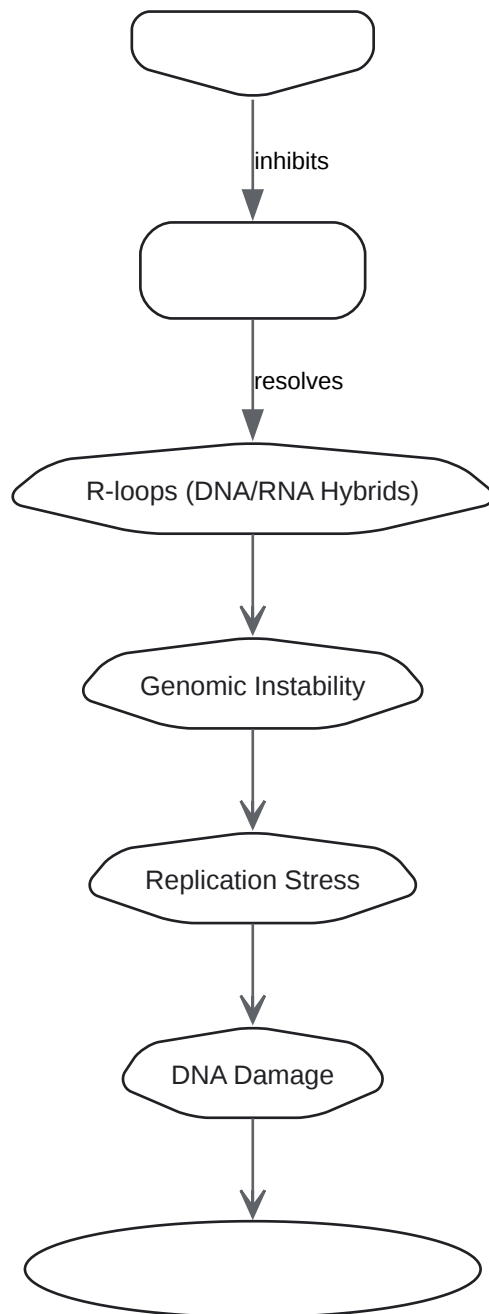 inhibits
resolves
R-loops (DNA/RNA Hybrids)
Genomic Instability
Replication Stress
DNA Damage